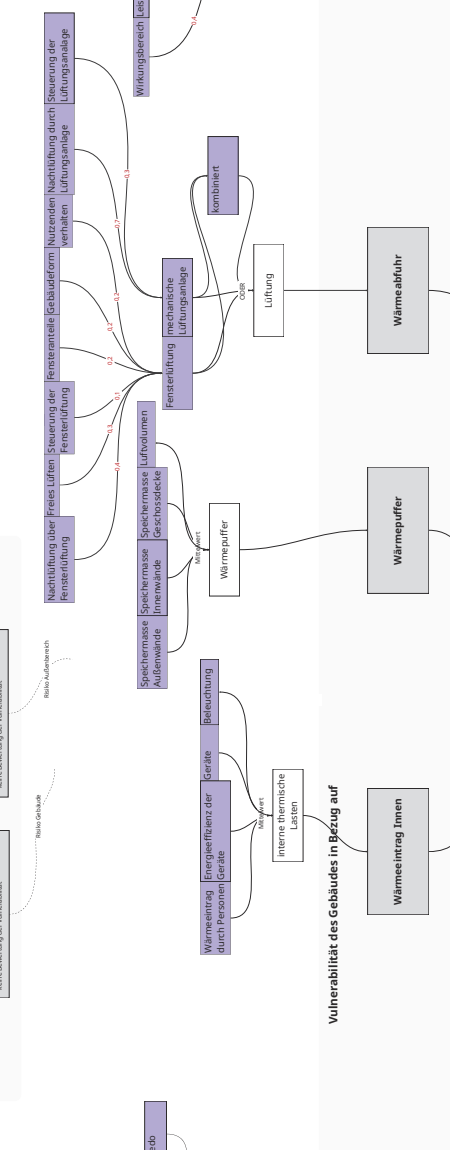 Steuerung der
Lüftungsanalage
Nachtlüftung durch
Lüftungsanlage
Nutzenden
verhalten
Gebäudeform
Fensteranteile
Steuerung der
Fensterlüftung
Freies Lüften
Nachtlüftung über
Fensterlüftung
Wirkungsbereich
Leis
0,4
0,3
0,7
0,2
0,2
0,2
0,1
0,3
0,4
kombiniert
mechanische
Lüftungsanlage
Fensterlüftung
ODER
Lüftung
Wärmeabfuhr
Luftvolumen
Speichermasse
Geschossdecke
Speichermasse
Innenwände
Speichermasse
Außenwände
Mittelwert
Wärmepuffer
Wärmepuffer
Beleuchtung
Geräte
Energieeffizienz der
Geräte
Wärmeeintrag
durch Personen
Mittelwert
interne thermische
Lasten
Wärmeeintrag Innen
Vulnerabilität des Gebäudes in Bezug auf
Risiko Außenbereich
Risiko Gebäude
edo